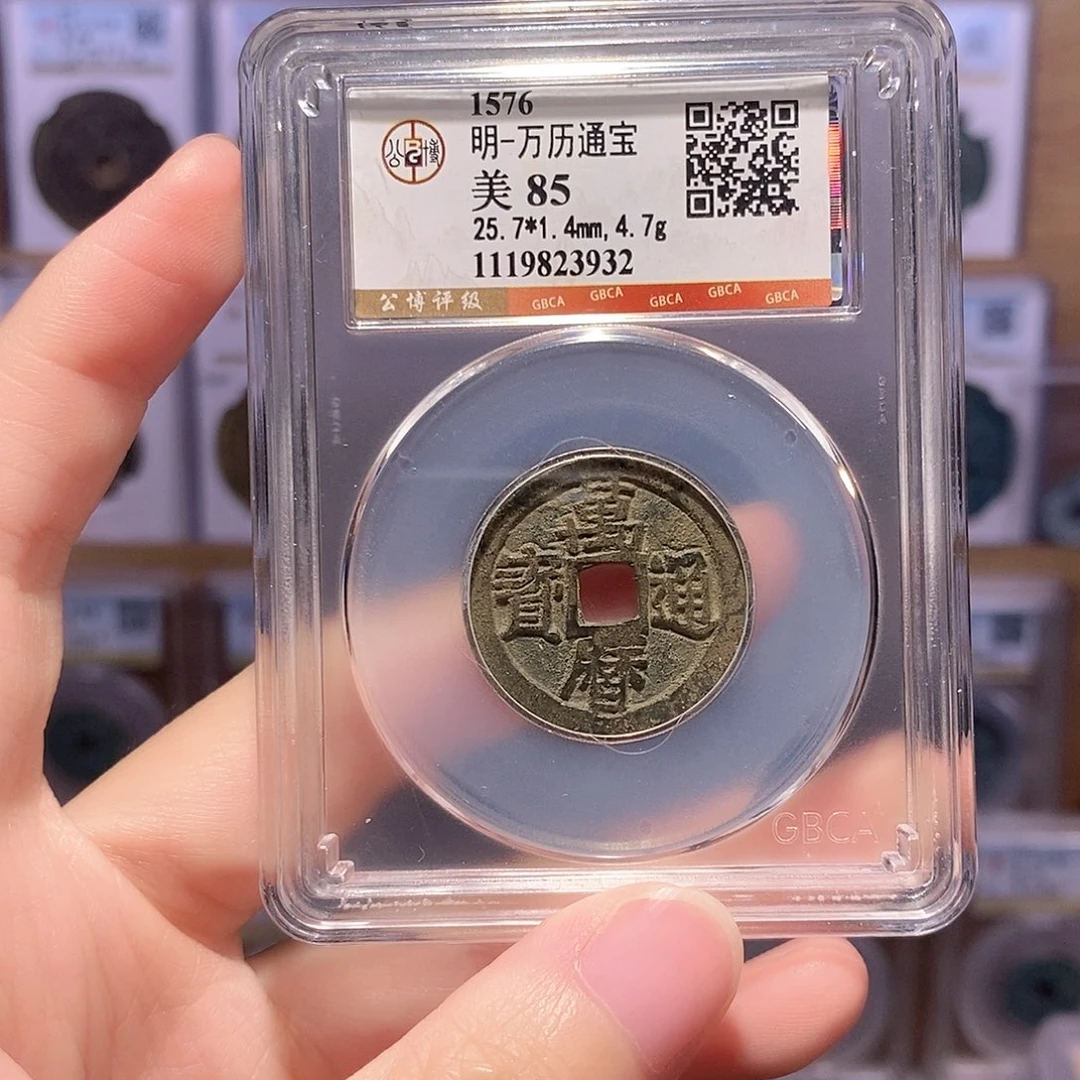 1576
明-万历通宝
美 85
25.7*1.4mm,4.7g
1119823932
公博评级 GBCA GBCA GBCA GBCA GBCA
萬
寶 通
曆
GBCA